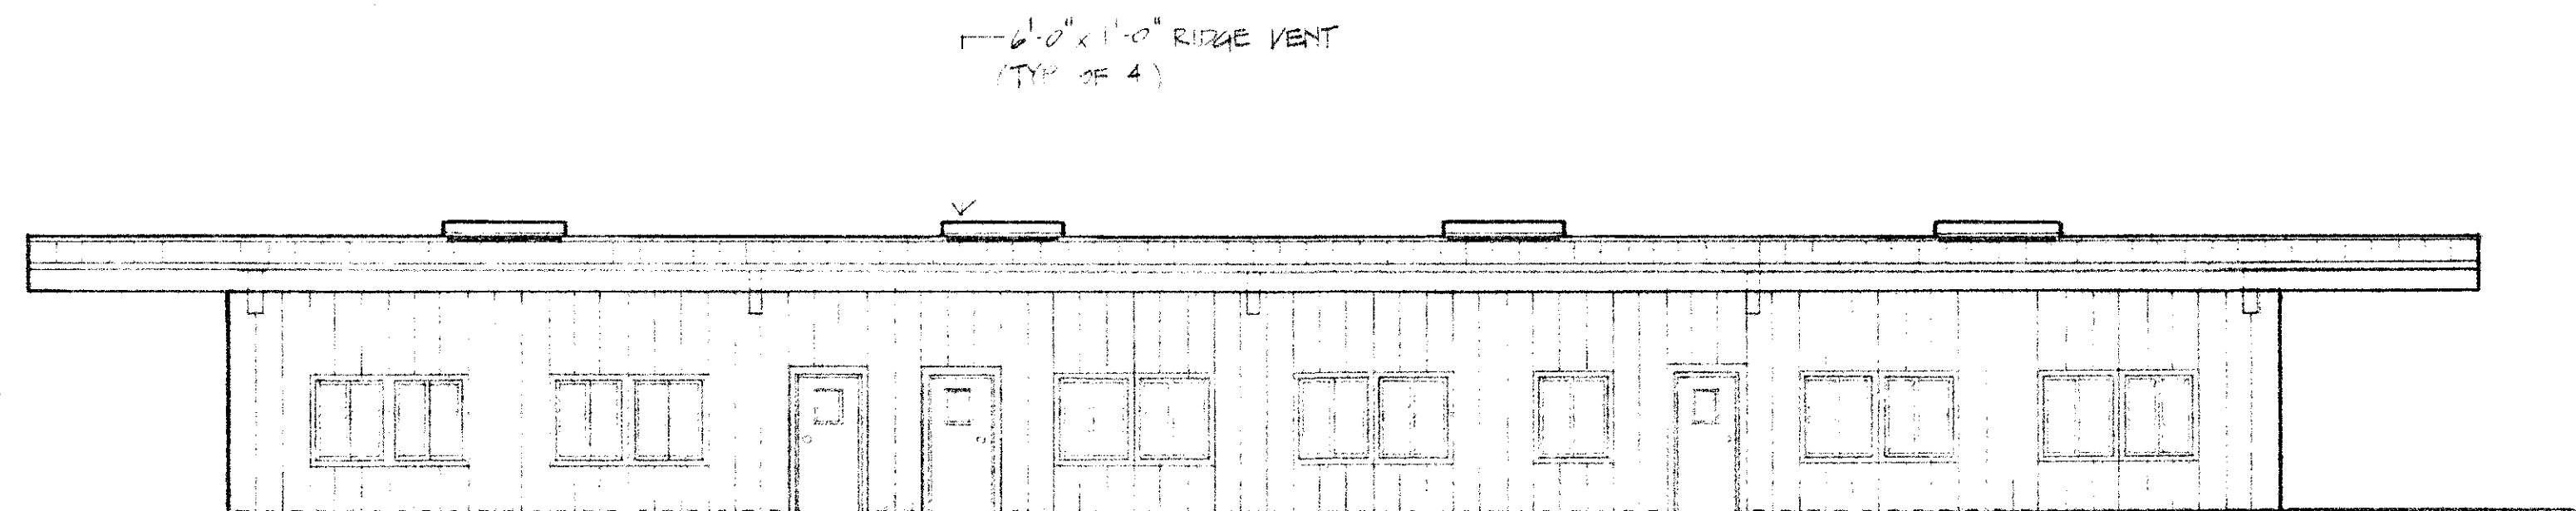 6'-0" x 1'-0" RIDGE VENT
(TYP OF 4)